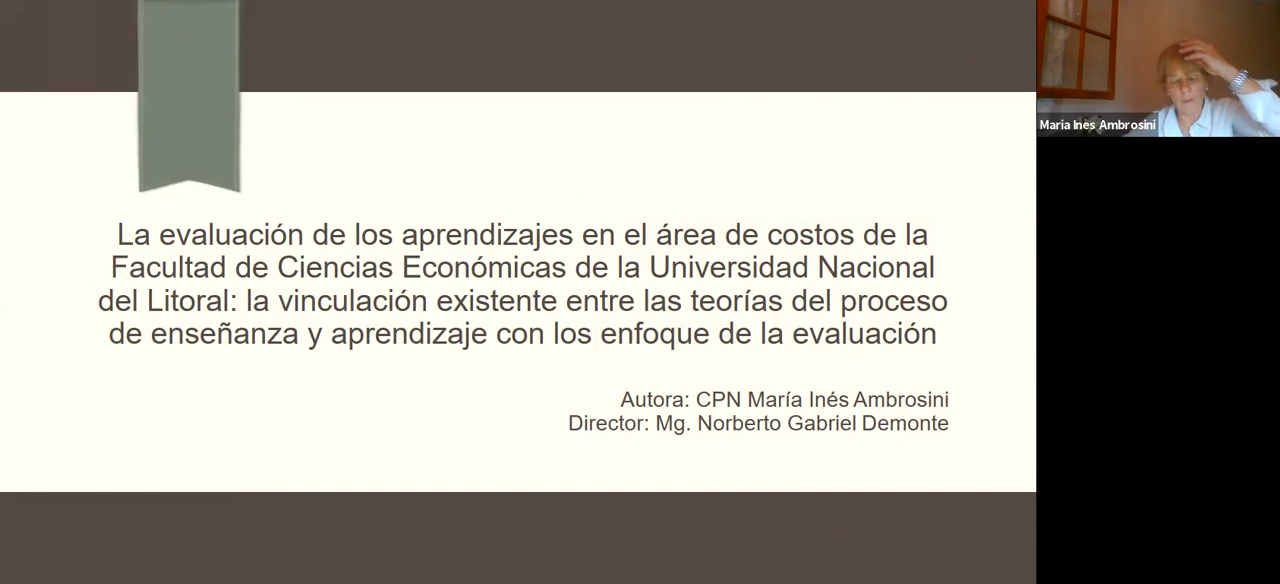 La evaluación de los aprendizajes en el área de costos de la
Facultad de Ciencias Económicas de la Universidad Nacional
del Litoral: la vinculación existente entre las teorías del proceso
de enseñanza y aprendizaje con los enfoque de la evaluación
Autora: CPN María Inés Ambrosini
Director: Mg. Norberto Gabriel Demonte
Maria Ines Ambrosini